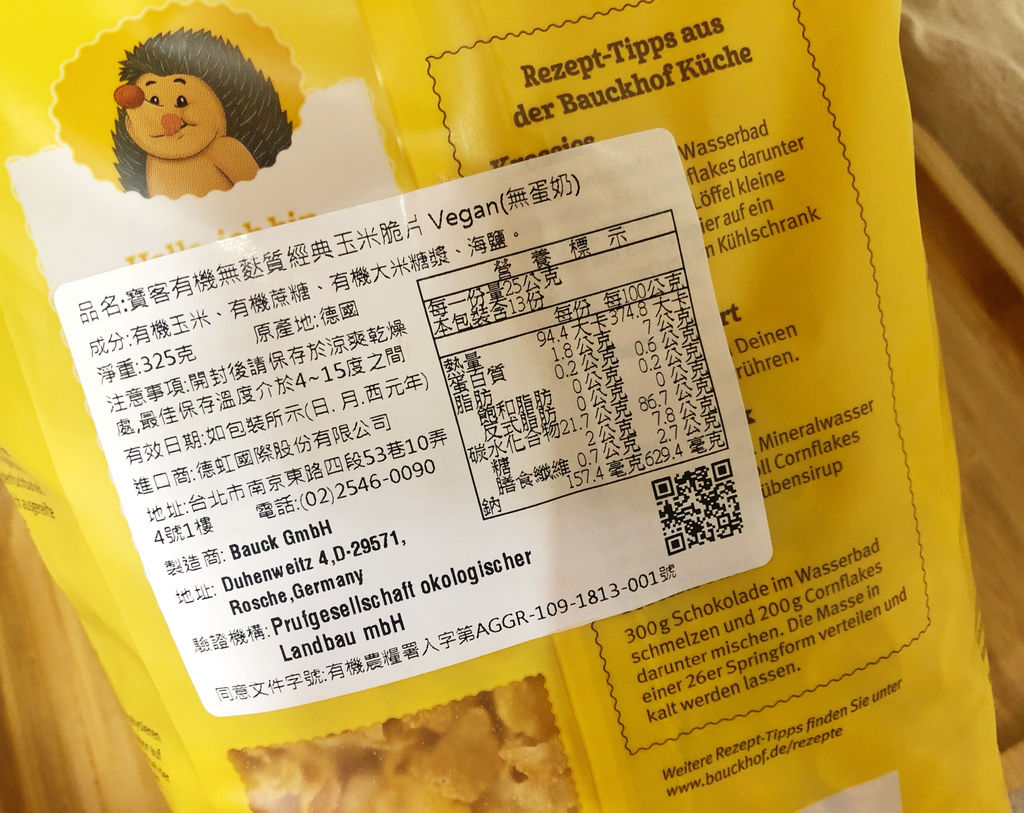 Rezept-Tipps aus
der Bauckhof Küche
Wasserbad
flakes darunter
Löffel kleine
ier auf ein
n Kühlschrank
品名:寶客有機無麩質經典玉米脆片 Vegan(無蛋奶)
成分:有機玉米、有機蔗糖、有機大米糖漿、海鹽。
淨重:325克 原產地:德國
注意事項:開封後請保存於涼爽乾燥
處,最佳保存溫度介於4~15度之間
有效日期:如包裝所示(日.月.西元年)
進口商:德虹國際股份有限公司
地址:台北市南京東路四段53巷10弄
4號1樓 電話:(02)2546-0090
製造商: Bauck GmbH
地址: Duhenweitz 4,D-29571,
Rosche,Germany
驗證機構:Prufgesellschaft okologischer
Landbau mbH
同意文件字號:有機農糧署入字第AGGR-109-1813-001號
營養標示
每一份量25公克
本包裝含13份
每份 每100公克
熱量 94.4 大卡 374.8 大卡
蛋白質 1.8 公克 7 公克
脂肪 0.2 公克 0.6 公克
飽和脂肪 0 公克 0.2 公克
反式脂肪 0 公克 0 公克
碳水化合物 21.7 公克 86.7 公克
糖 2 公克 7.8 公克
膳食纖維 0.7 公克 2.7 公克
鈉 157.4 毫克 629.4 毫克
rt
Deinen
rühren.
Mineralwasser
oll Cornflakes
übensirup
300g Schokolade im Wasserbad
schmelzen und 200g Cornflakes
darunter mischen. Die Masse in
einer 26er Springform verteilen und
kalt werden lassen.
Weitere Rezept-Tipps finden Sie unter
www.bauckhof.de/rezepte